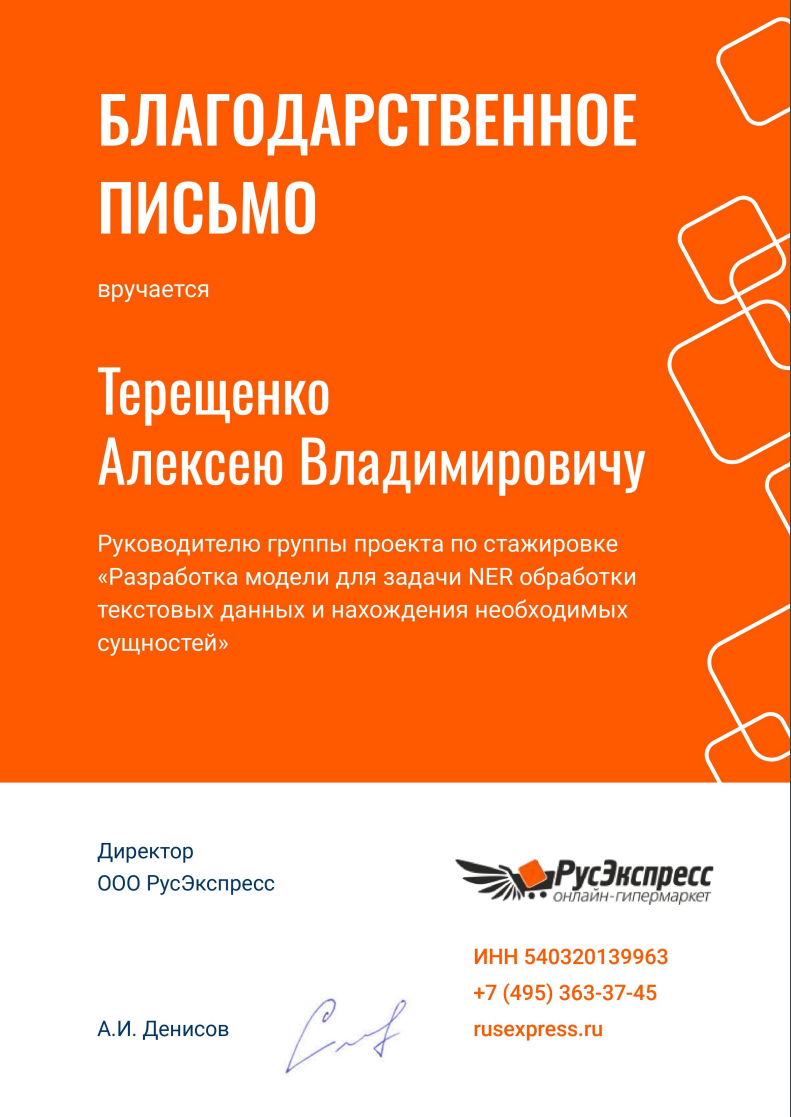 БЛАГОДАРСТВЕННОЕ
ПИСЬМО
вручается
Терещенко
Алексею Владимировичу
Руководителю группы проекта по стажировке
«Разработка модели для задачи NER обработки
текстовых данных и нахождения необходимых
сущностей»
Директор
ООО РусЭкспресс
А.И. Денисов
РусЭкспресс
онлайн-гипермаркет
ИНН 540320139963
+7 (495) 363-37-45
rusexpress.ru